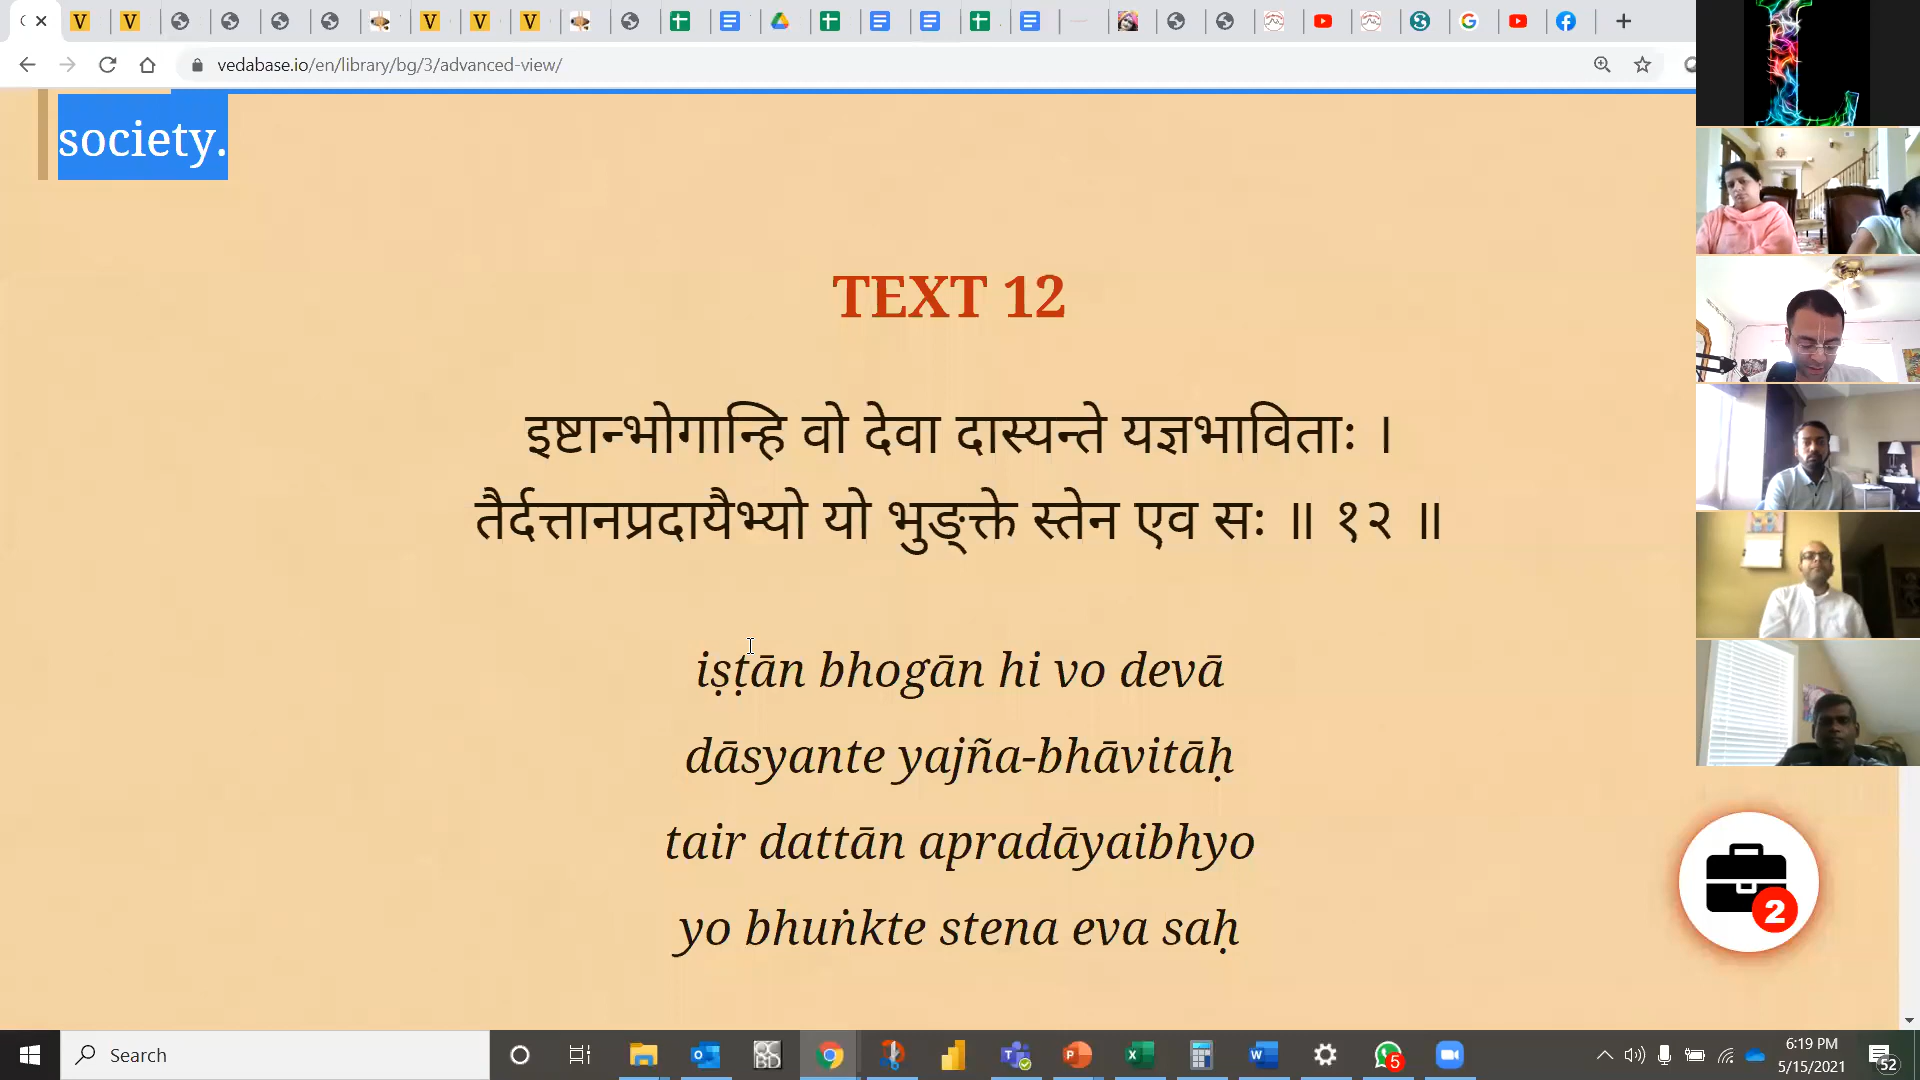 vedabase.io/en/library/bg/3/advanced-view/
society.
TEXT 12
इष्टान्भोगान्हि वो देवा दास्यन्ते यज्ञभाविताः ।
तैर्दत्तानप्रदायैभ्यो यो भुङ्क्ते स्तेन एव सः ॥ १२ ॥
iṣṭān bhogān hi vo devā
dāsyante yajña-bhāvitāḥ
tair dattān apradāyaibhyo
yo bhuṅkte stena eva saḥ
2
Search
5
6:19 PM
5/15/2021
52